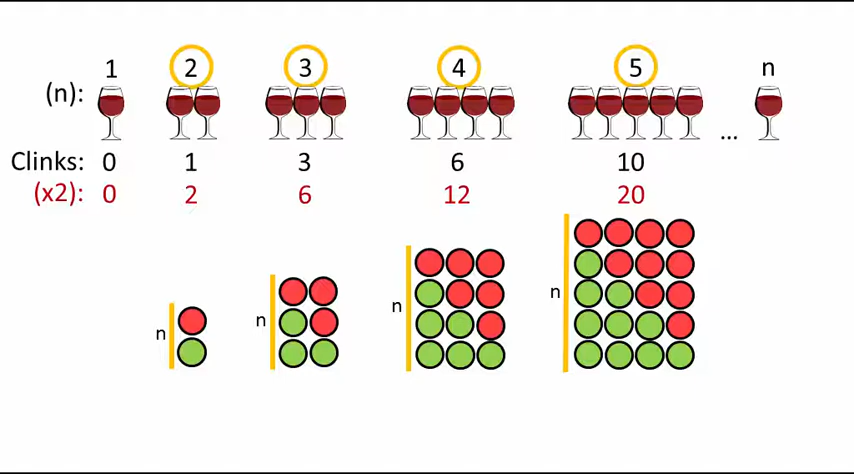 1 2 3 4 5 n
(n):
...
Clinks: 0 1 3 6 10
(x2): 0 2 6 12 20
n n n n